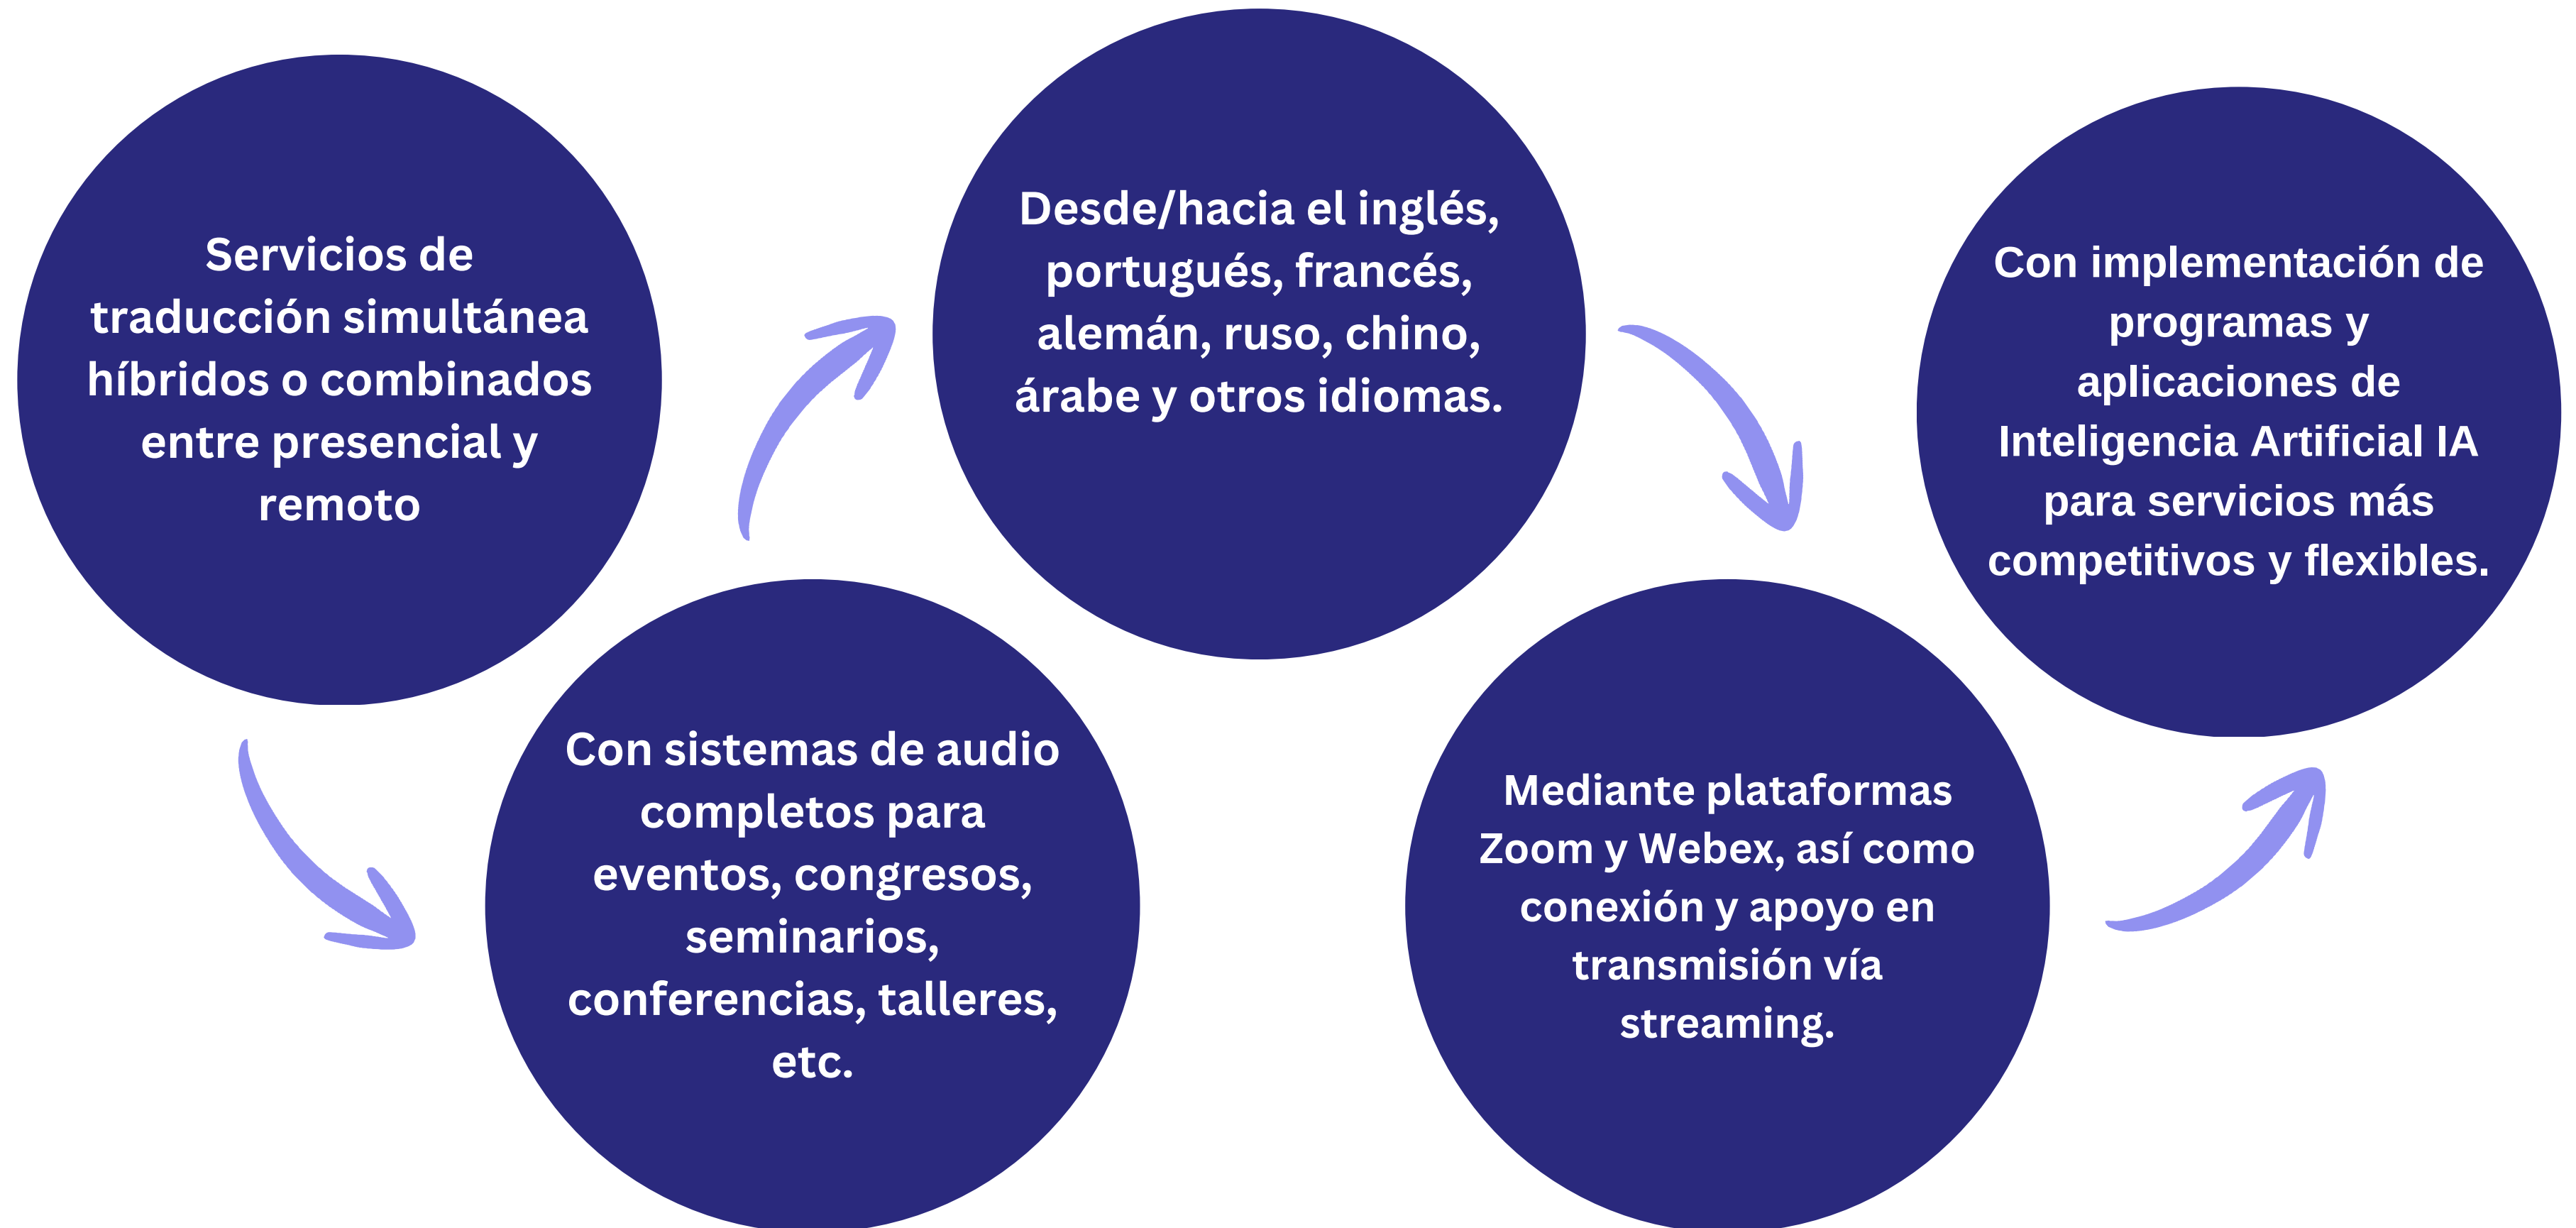 Servicios de
traducción simultánea
híbridos o combinados
entre presencial y
remoto
Con sistemas de audio
completos para
eventos, congresos,
seminarios,
conferencias, talleres,
etc.
Desde/hacia el inglés,
portugués, francés,
alemán, ruso, chino,
árabe y otros idiomas.
Mediante plataformas
Zoom y Webex, así como
conexión y apoyo en
transmisión vía
streaming.
Con implementación de
programas y
aplicaciones de
Inteligencia Artificial IA
para servicios más
competitivos y flexibles.